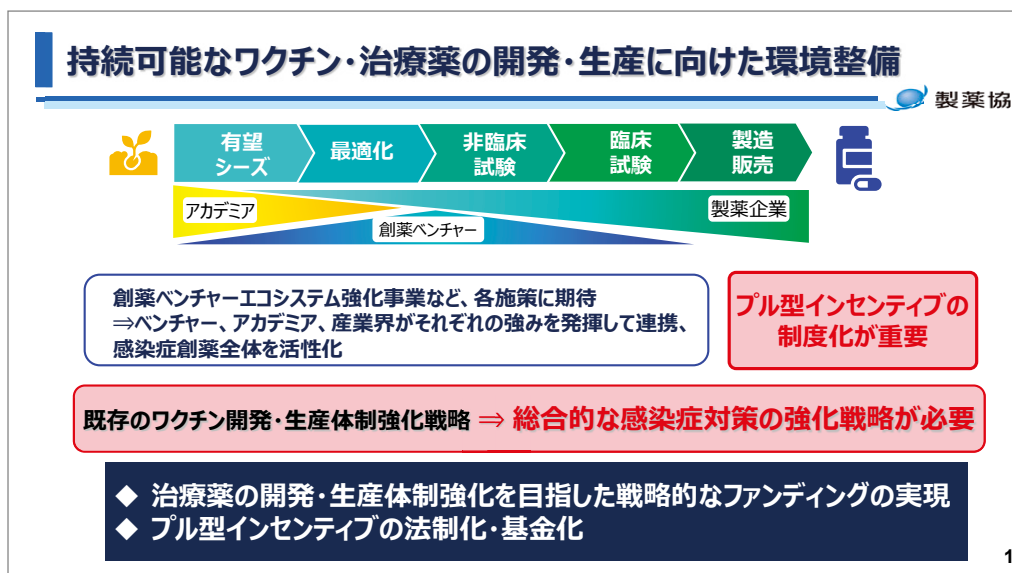 持続可能なワクチン・治療薬の開発・生産に向けた環境整備
製薬協
有望
シーズ
最適化
非臨床
試験
臨床
試験
製造
販売
アカデミア
創薬ベンチャー
製薬企業
創薬ベンチャーエコシステム強化事業など、各施策に期待
⇒ベンチャー、アカデミア、産業界がそれぞれの強みを発揮して連携、
感染症創薬全体を活性化
プル型インセンティブの
制度化が重要
既存のワクチン開発・生産体制強化戦略 ⇒ 総合的な感染症対策の強化戦略が必要
◆ 治療薬の開発・生産体制強化を目指した戦略的なファンディングの実現
◆ プル型インセンティブの法制化・基金化
1